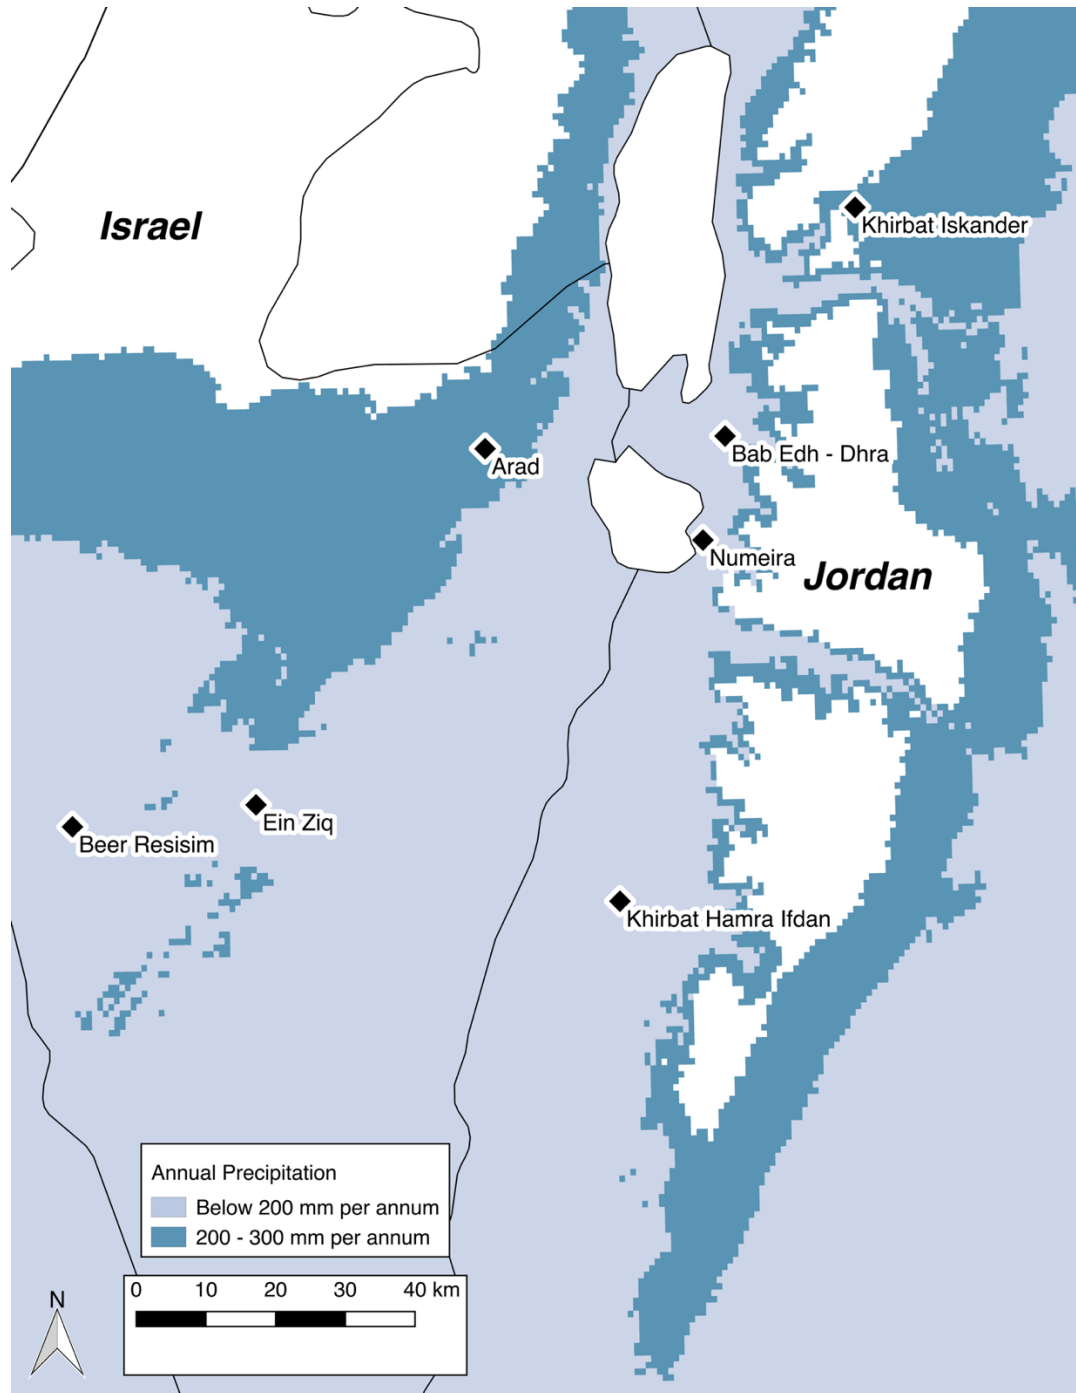 Israel
Khirbat Iskander
Bab Edh - Dhra
Arad
Numeira
Jordan
Ein Ziq
Beer Resisim
Khirbat Hamra Ifdan
Annual Precipitation
Below 200 mm per annum
200 - 300 mm per annum
0 10 20 30 40 km
N